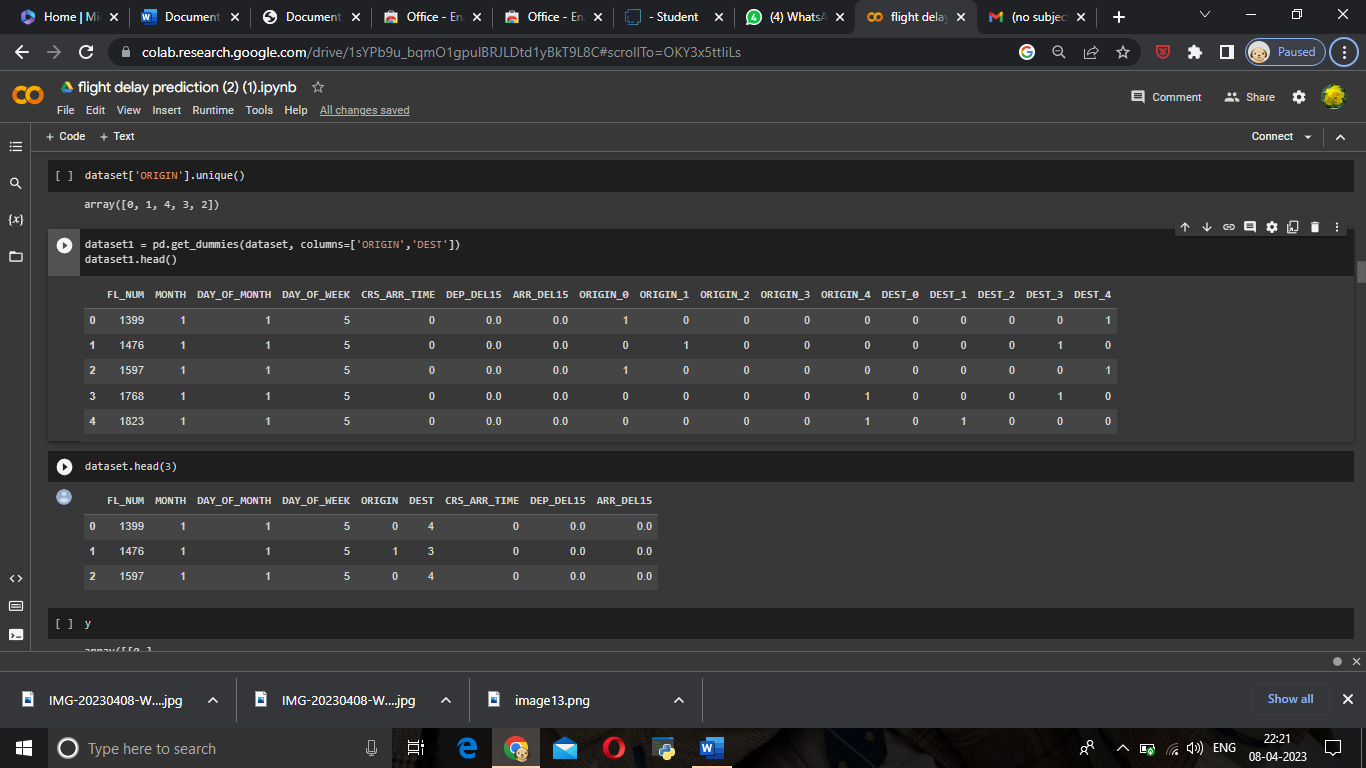 Home | Mi
Document
Document
Office - En
Office - En
- Student
(4) WhatsA
flight delay
(no subjec
colab.research.google.com/drive/1sYPb9u_bqmO1gpuIBRJLDtd1yBkT9L8C#scrollTo=OKY3x5ttIiLs
Paused
flight delay prediction (2) (1).ipynb
File Edit View Insert Runtime Tools Help All changes saved
Comment Share
+ Code + Text
Connect
[ ] dataset['ORIGIN'].unique()
array([0, 1, 4, 3, 2])
dataset1 = pd.get_dummies(dataset, columns=['ORIGIN','DEST'])
dataset1.head()
FL_NUM MONTH DAY_OF_MONTH DAY_OF_WEEK CRS_ARR_TIME DEP_DEL15 ARR_DEL15 ORIGIN_0 ORIGIN_1 ORIGIN_2 ORIGIN_3 ORIGIN_4 DEST_0 DEST_1 DEST_2 DEST_3 DEST_4
0 1399 1 1 5 0 0.0 0.0 1 0 0 0 0 0 0 0 0 1
1 1476 1 1 5 0 0.0 0.0 0 1 0 0 0 0 0 0 1 0
2 1597 1 1 5 0 0.0 0.0 1 0 0 0 0 0 0 0 0 1
3 1768 1 1 5 0 0.0 0.0 0 0 0 0 1 0 0 0 1 0
4 1823 1 1 5 0 0.0 0.0 0 0 0 0 1 0 1 0 0 0
dataset.head(3)
FL_NUM MONTH DAY_OF_MONTH DAY_OF_WEEK ORIGIN DEST CRS_ARR_TIME DEP_DEL15 ARR_DEL15
0 1399 1 1 5 0 4 0 0.0 0.0
1 1476 1 1 5 1 3 0 0.0 0.0
2 1597 1 1 5 0 4 0 0.0 0.0
[ ] y
array([[0.],
IMG-20230408-W....jpg
IMG-20230408-W....jpg
image13.png
Show all
Type here to search
ENG
22:21
08-04-2023